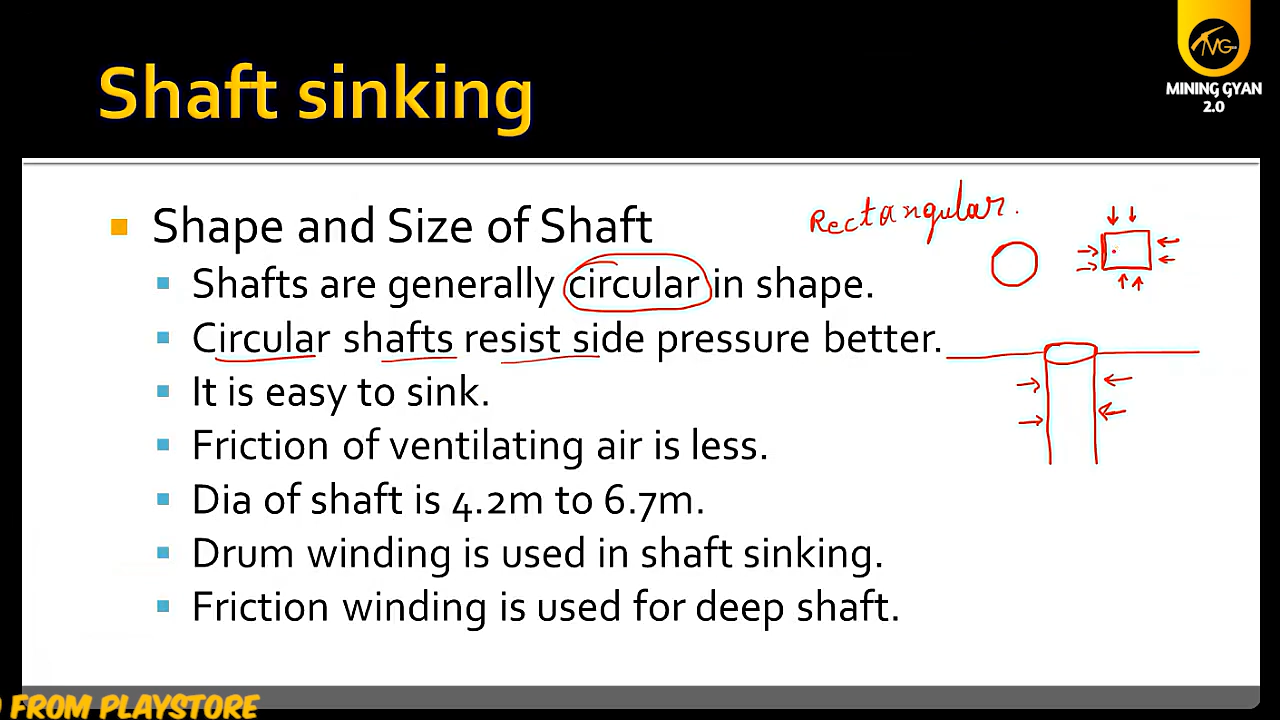 Shaft sinking
MG
MINING GYAN
2.0
Shape and Size of Shaft
Rectangular.
Shafts are generally circular in shape.
Circular shafts resist side pressure better.
It is easy to sink.
Friction of ventilating air is less.
Dia of shaft is 4.2m to 6.7m.
Drum winding is used in shaft sinking.
Friction winding is used for deep shaft.
FROM PLAYSTORE